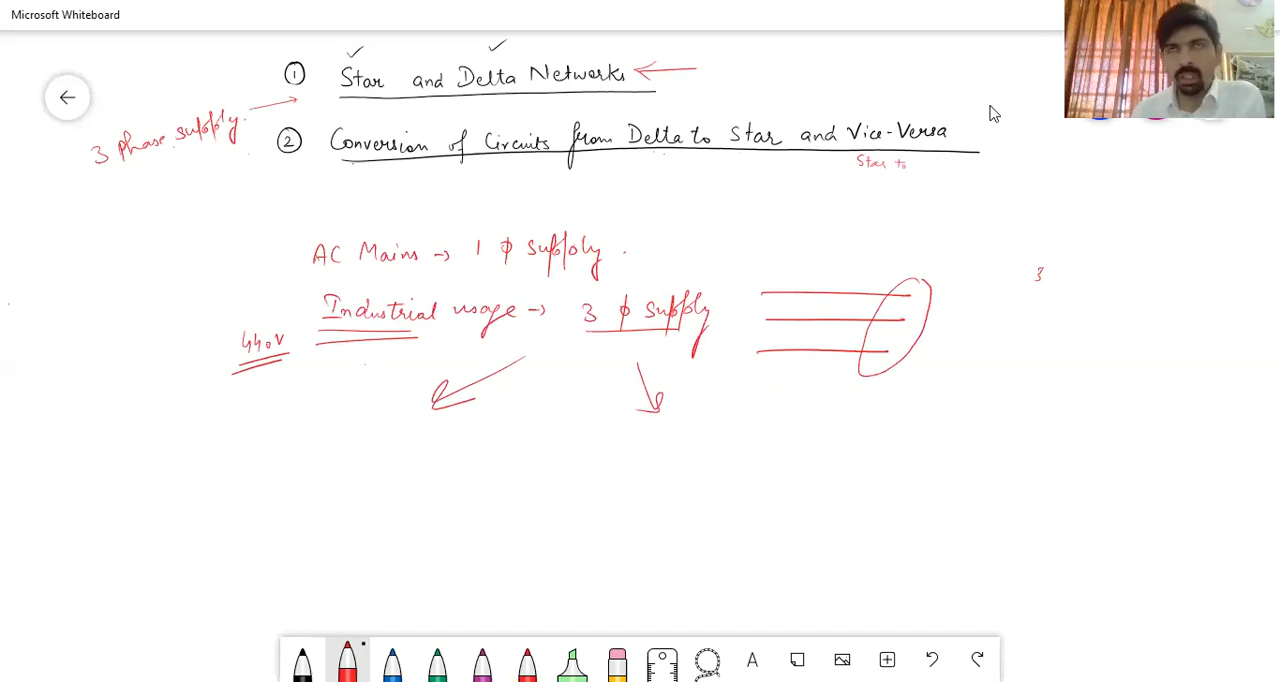 Microsoft Whiteboard
① Star and Delta Networks
3 phase supply.
② Conversion of Circuits from Delta to Star and Vice-Versa
Star to
AC Mains → 1 ϕ supply.
3
Industrial usage → 3 ϕ supply
440V
A